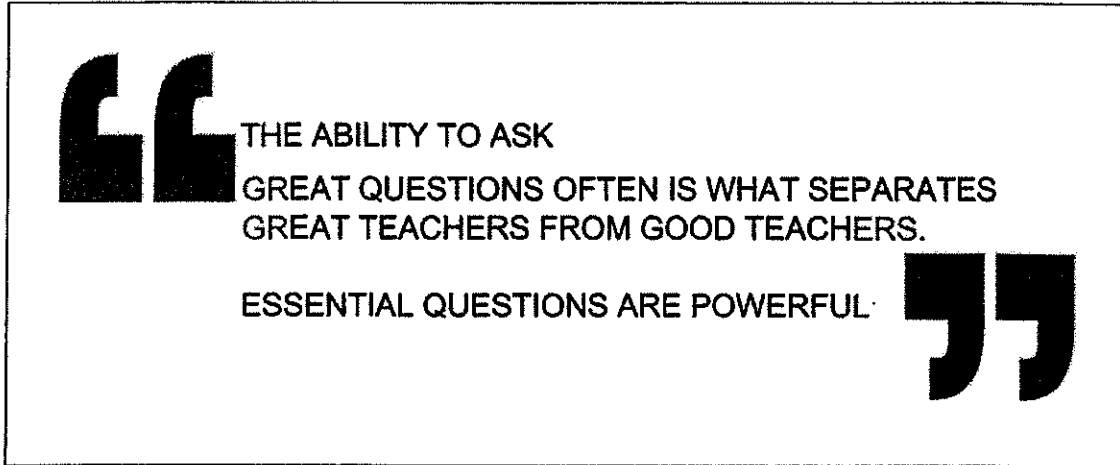 THE ABILITY TO ASK
GREAT QUESTIONS OFTEN IS WHAT SEPARATES
GREAT TEACHERS FROM GOOD TEACHERS.
ESSENTIAL QUESTIONS ARE POWERFUL